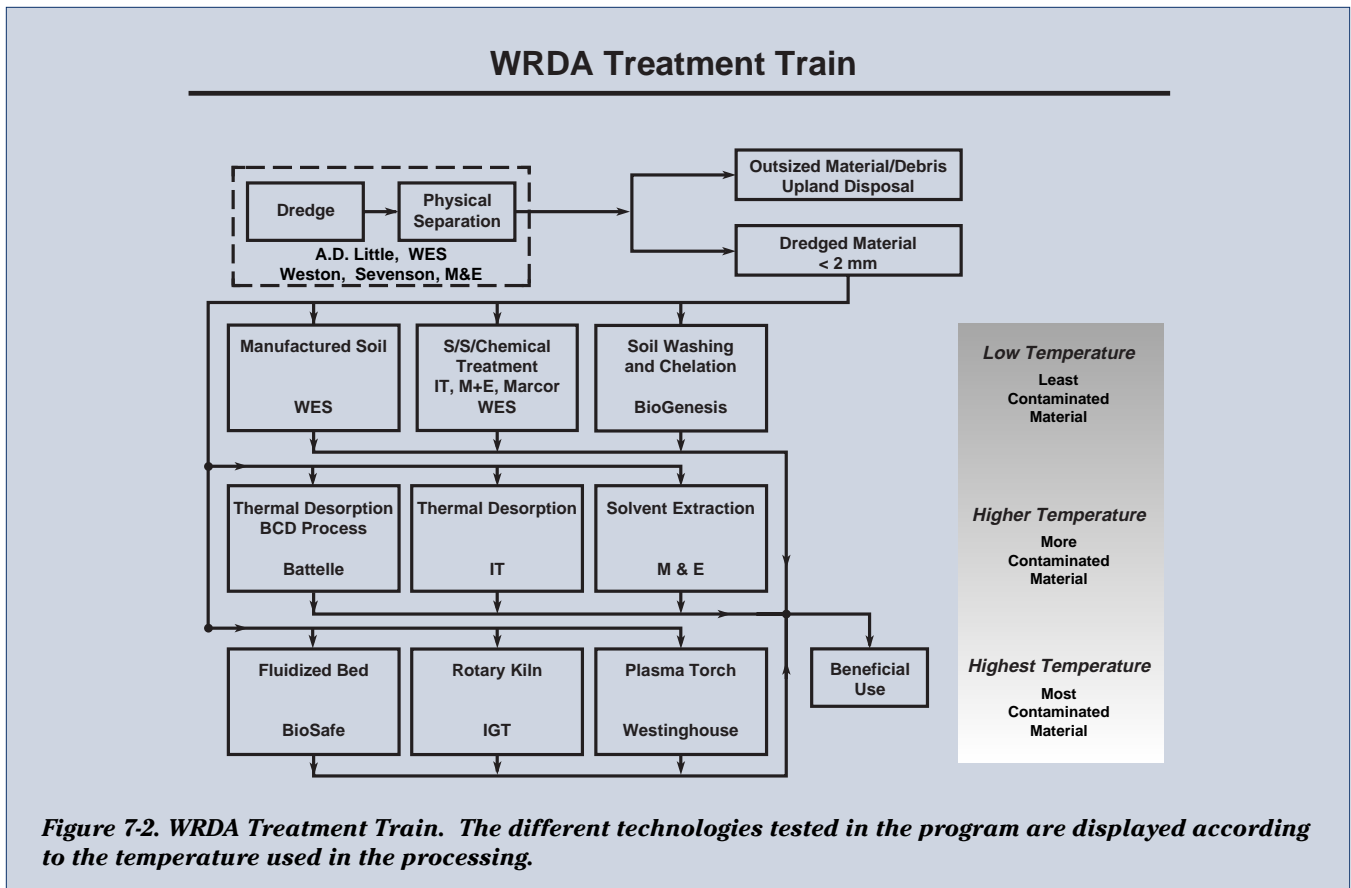 WRDA Treatment Train
Dredge
Physical
Separation
A.D. Little, WES
Weston, Sevenson, M&E
Outsized Material/Debris
Upland Disposal
Dredged Material
< 2 mm
Manufactured Soil
WES
S/S/Chemical
Treatment
IT, M+E, Marcor
WES
Soil Washing
and Chelation
BioGenesis
Low Temperature
Least
Contaminated
Material
Thermal Desorption
BCD Process
Battelle
Thermal Desorption
IT
Solvent Extraction
M & E
Higher Temperature
More
Contaminated
Material
Fluidized Bed
BioSafe
Rotary Kiln
IGT
Plasma Torch
Westinghouse
Beneficial
Use
Highest Temperature
Most
Contaminated
Material
Figure 7-2. WRDA Treatment Train. The different technologies tested in the program are displayed according
to the temperature used in the processing.